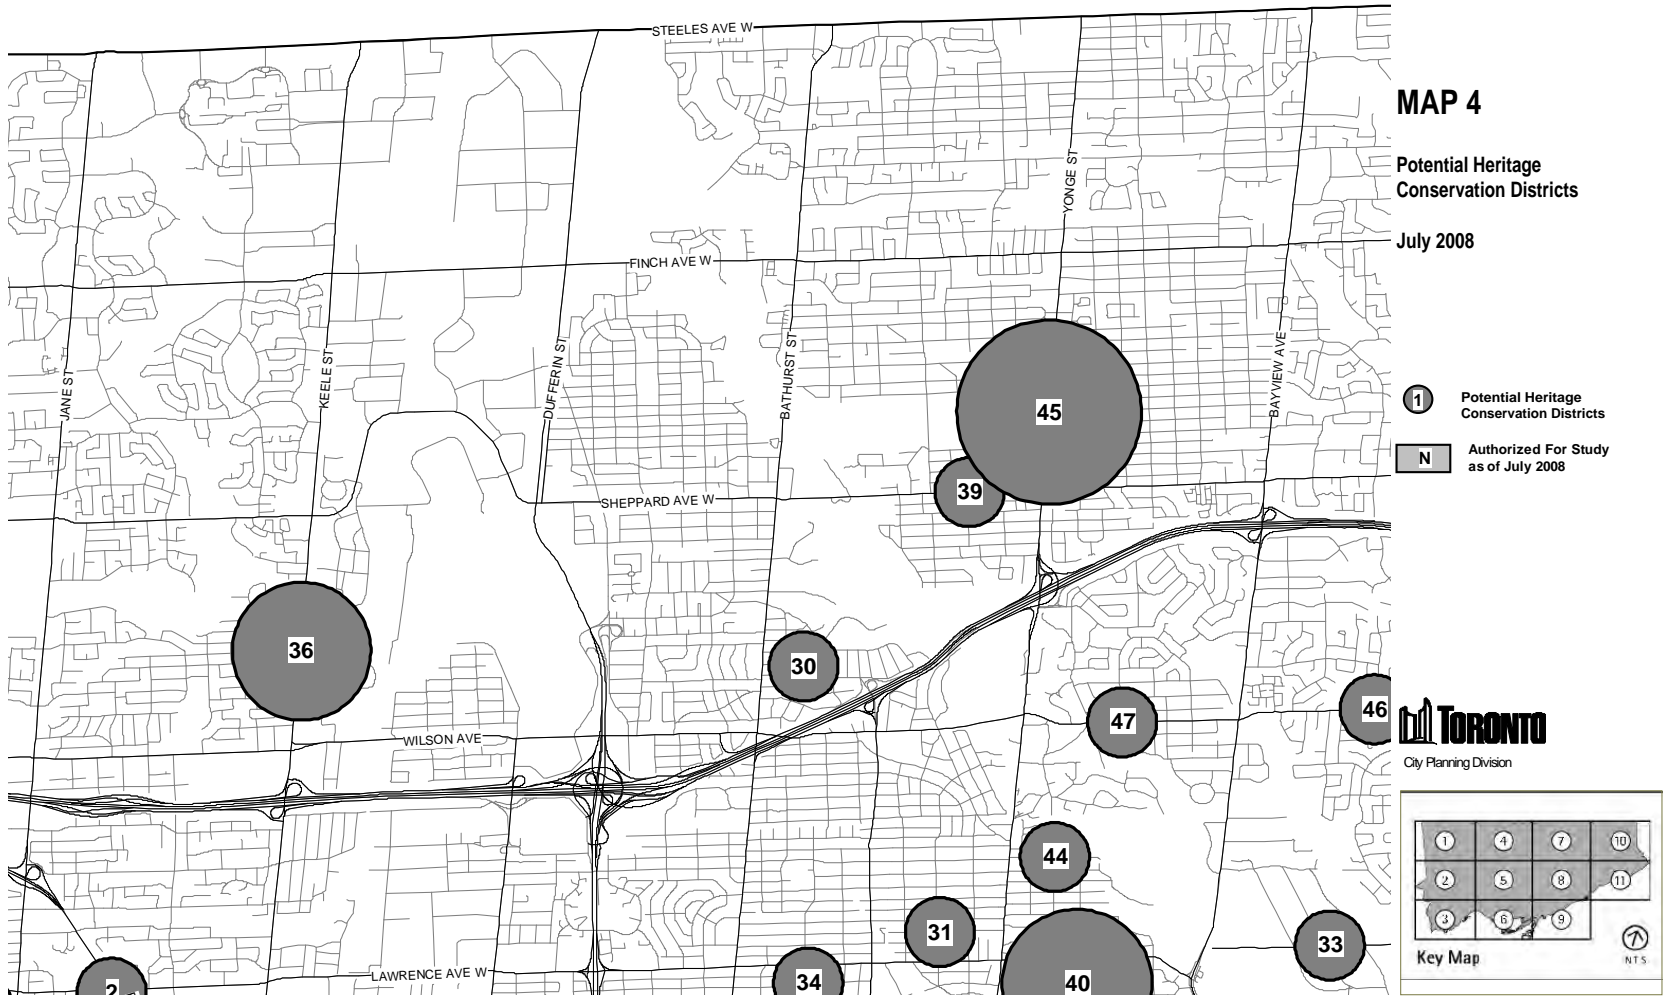 STEELES AVE W
MAP 4
Potential Heritage
Conservation Districts
July 2008
YONGE ST
FINCH AVE W
JANE ST
KEELE ST
DUFFERIN ST
BATHURST ST
BAYVIEW AVE
45
1
Potential Heritage
Conservation Districts
N
Authorized For Study
as of July 2008
39
SHEPPARD AVE W
36
30
47
46
TORONTO
City Planning Division
WILSON AVE
44
31
33
34
40
2
LAWRENCE AVE W
1 4 7 10
2 5 8 11
3 6 9
Key Map
NTS